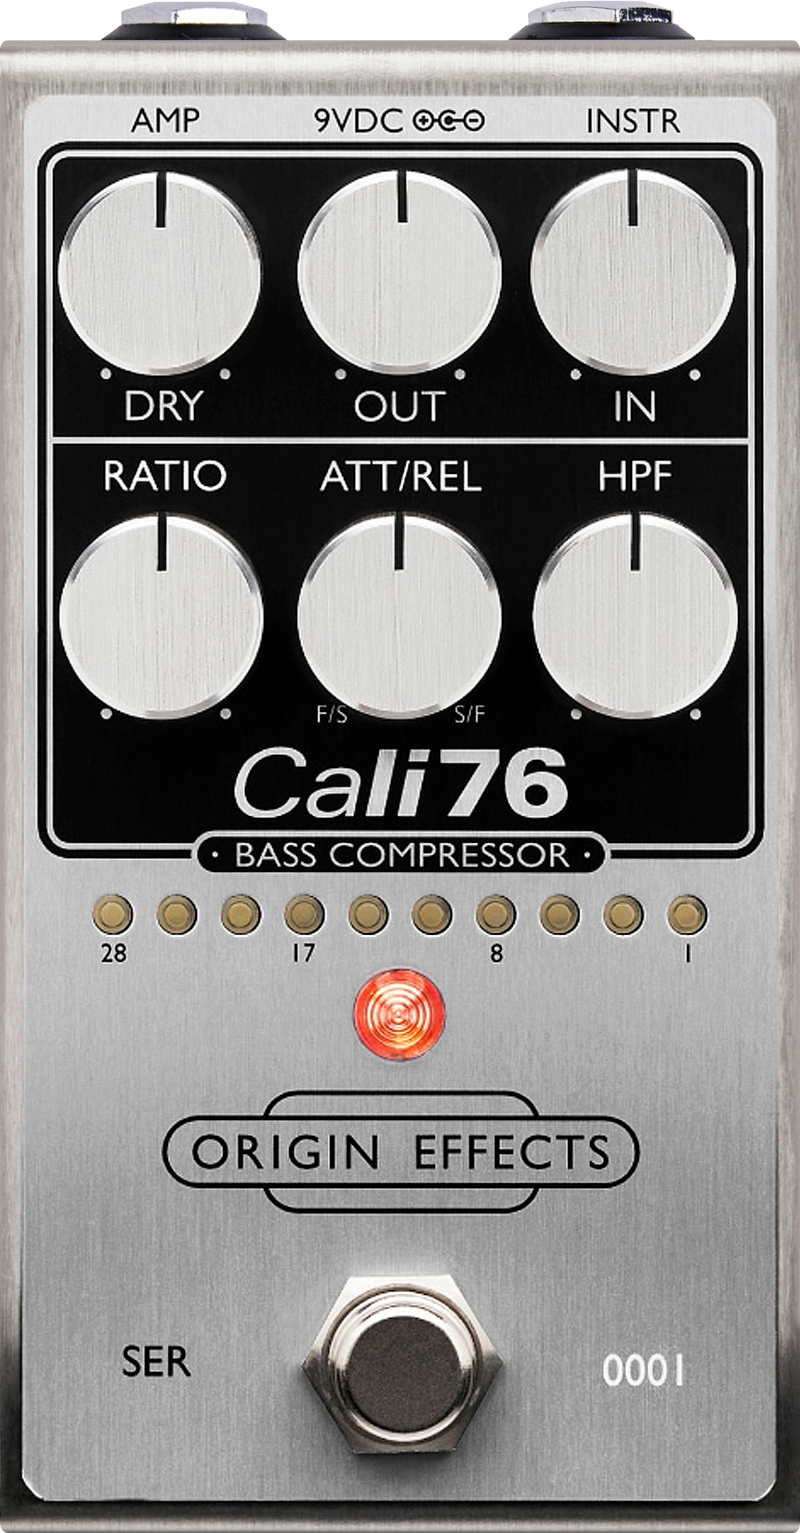 AMP 9VDC INSTR
DRY OUT IN
RATIO ATT/REL HPF
F/S S/F
Cali76
· BASS COMPRESSOR ·
28 17 8 1
ORIGIN EFFECTS
SER 0001